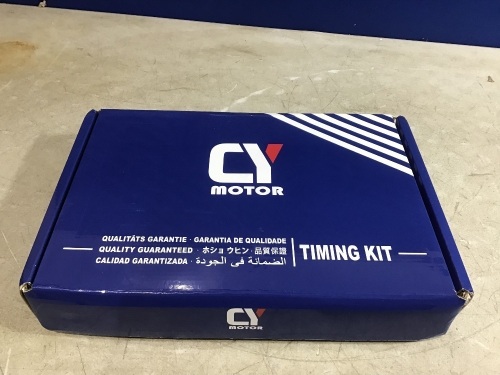 CY
MOTOR
QUALITÄTS GARANTIE · GARANTIA DE QUALIDADE
QUALITY GUARANTEED · ホショ ウヒン · 品質保證
CALIDAD GARANTIZADA · الضمانة في الجودة
TIMING KIT
CY
MOTOR